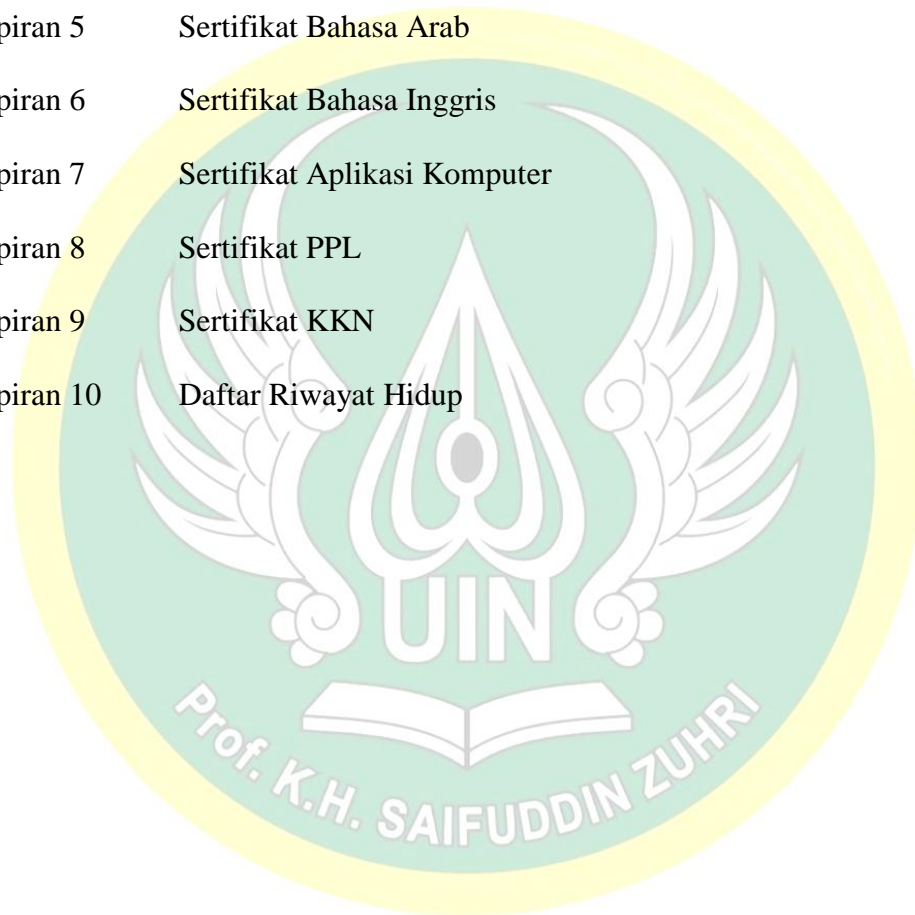 piran 5 Sertifikat Bahasa Arab
piran 6 Sertifikat Bahasa Inggris
piran 7 Sertifikat Aplikasi Komputer
piran 8 Sertifikat PPL
piran 9 Sertifikat KKN
piran 10 Daftar Riwayat Hidup
UIN
Prof. K.H. SAIFUDDIN ZUHRI